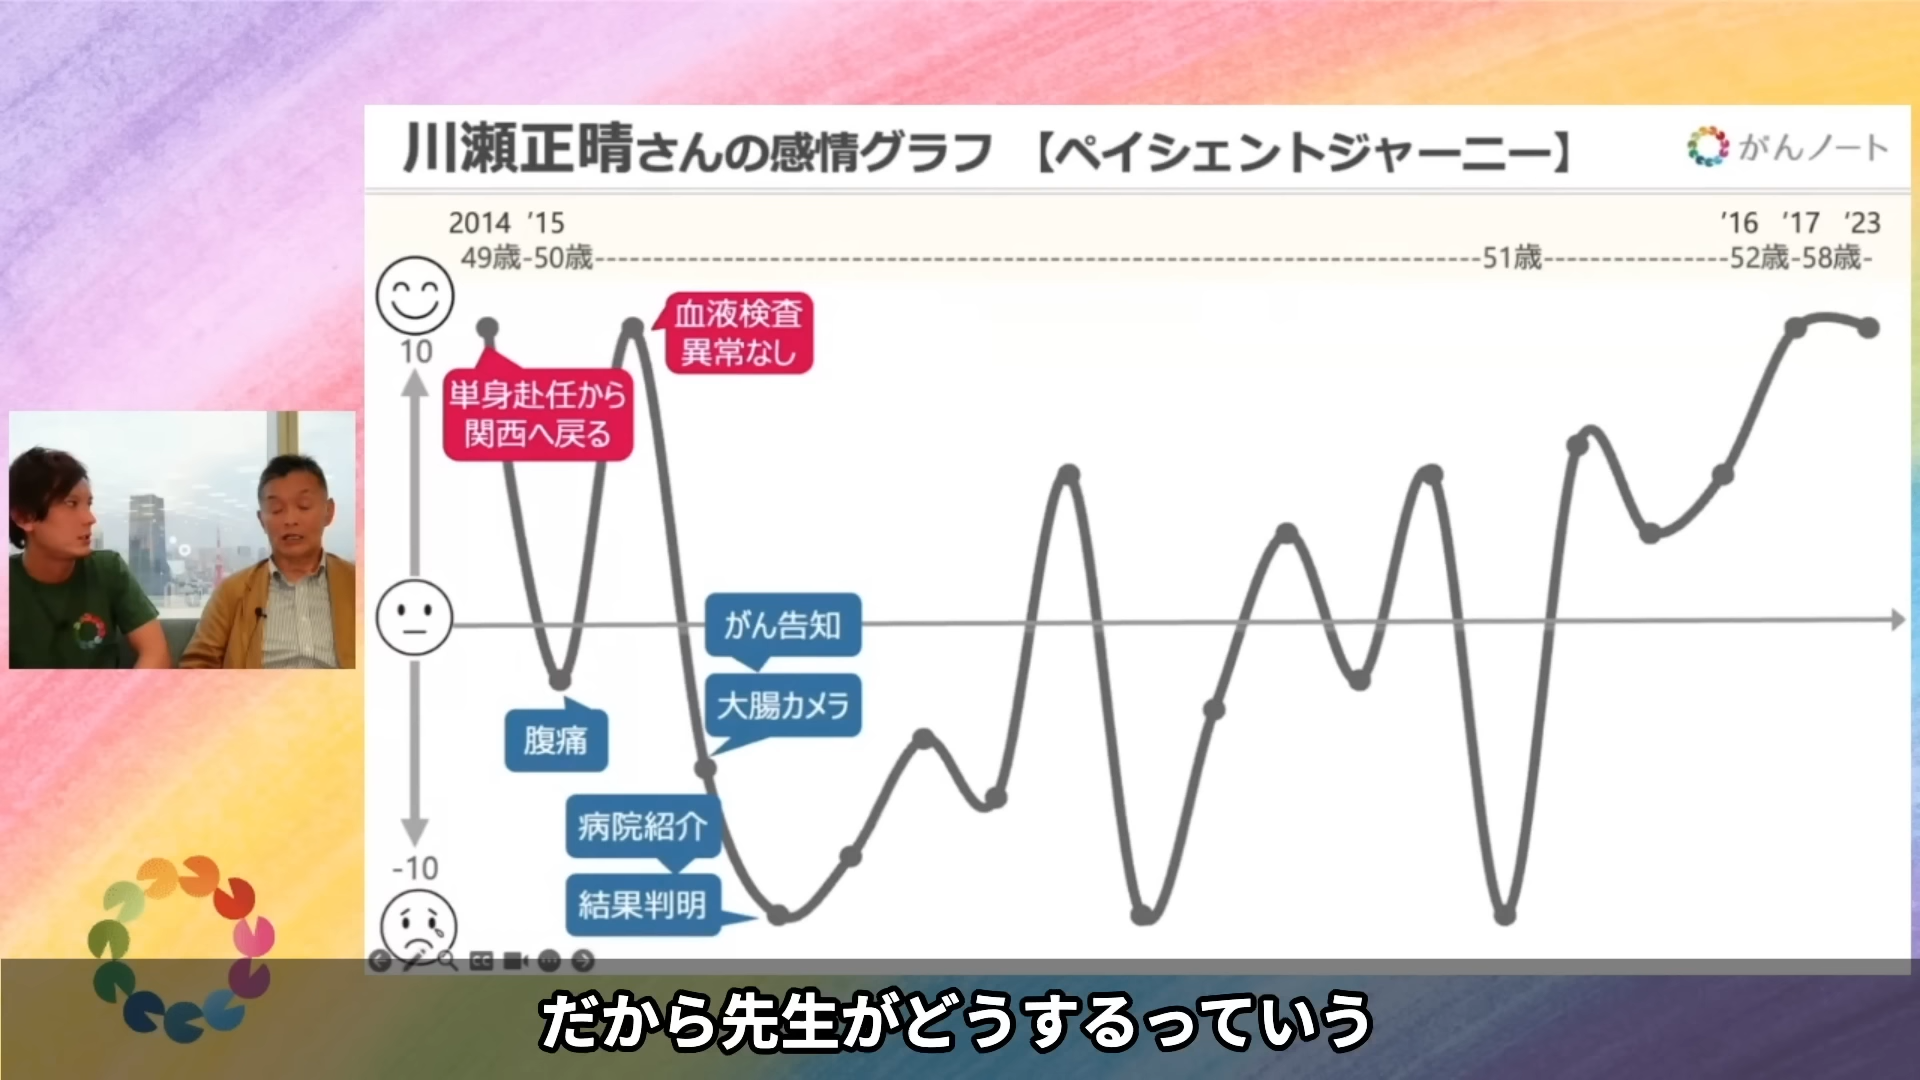 川瀬正晴さんの感情グラフ 【ペイシェントジャーニー】
がんノート
2014 '15
'16 '17 '23
49歳-50歳-----------------------------------------------------------51歳---------------52歳-58歳-
10
単身赴任から
関西へ戻る
血液検査
異常なし
がん告知
大腸カメラ
腹痛
病院紹介
結果判明
-10
CC
だから先生がどうするっていう